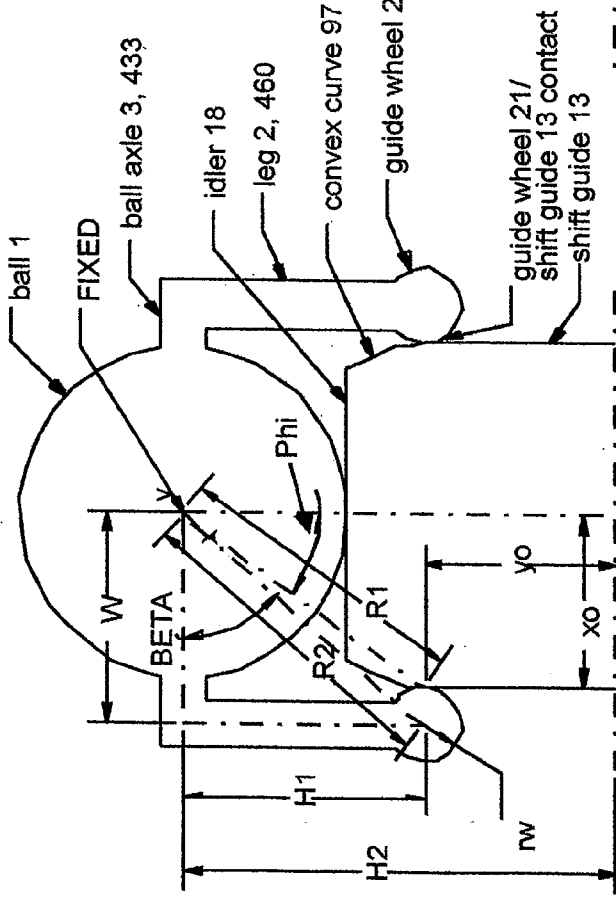 ball 1
FIXED
ball axle 3, 433
idler 18
leg 2, 460
convex curve 97
guide wheel 2
guide wheel 21/
shift guide 13 contact
shift guide 13
W
BETA
Phi
R2
R1
H1
H2
yo
xo
rw